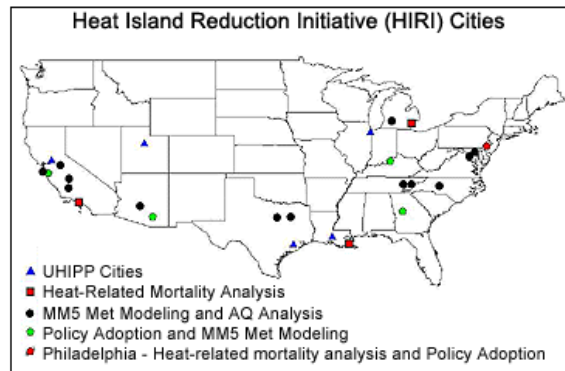 Heat Island Reduction Initiative (HIRI) Cities
UHIPP Cities
Heat-Related Mortality Analysis
MM5 Met Modeling and AQ Analysis
Policy Adoption and MM5 Met Modeling
Philadelphia - Heat-related mortality analysis and Policy Adoption